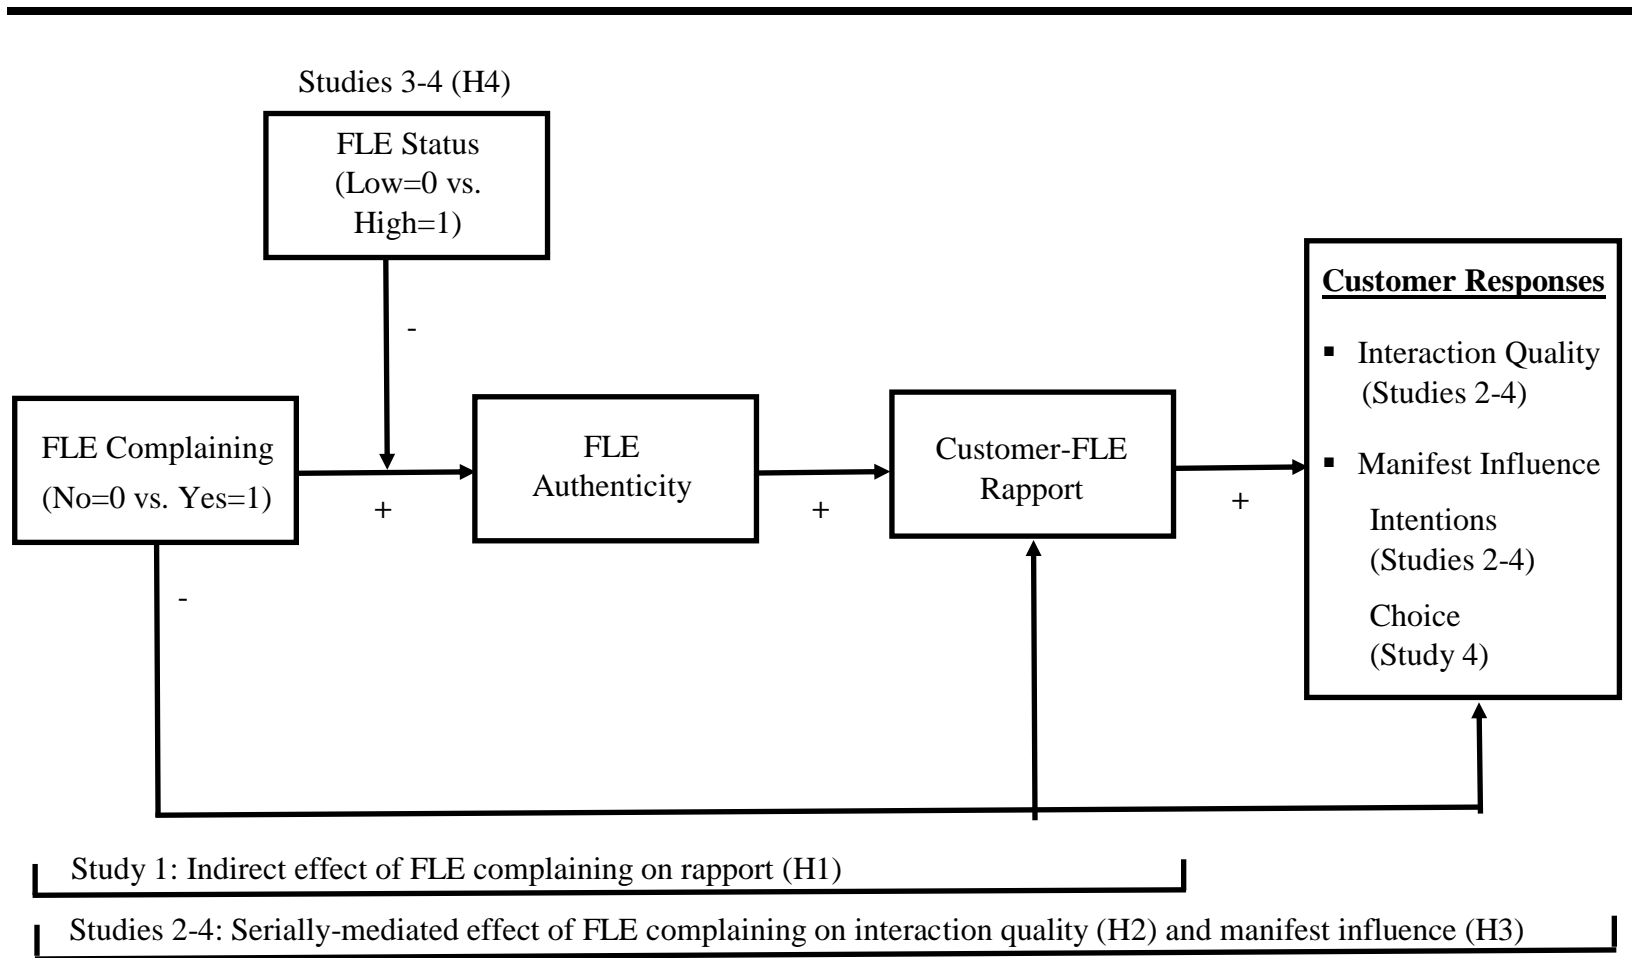 Studies 3-4 (H4)
FLE Status
(Low=0 vs.
High=1)
-
FLE Complaining
(No=0 vs. Yes=1)
+
FLE
Authenticity
+
Customer-FLE
Rapport
+
Customer Responses
▪ Interaction Quality
(Studies 2-4)
▪ Manifest Influence
Intentions
(Studies 2-4)
Choice
(Study 4)
-
Study 1: Indirect effect of FLE complaining on rapport (H1)
Studies 2-4: Serially-mediated effect of FLE complaining on interaction quality (H2) and manifest influence (H3)